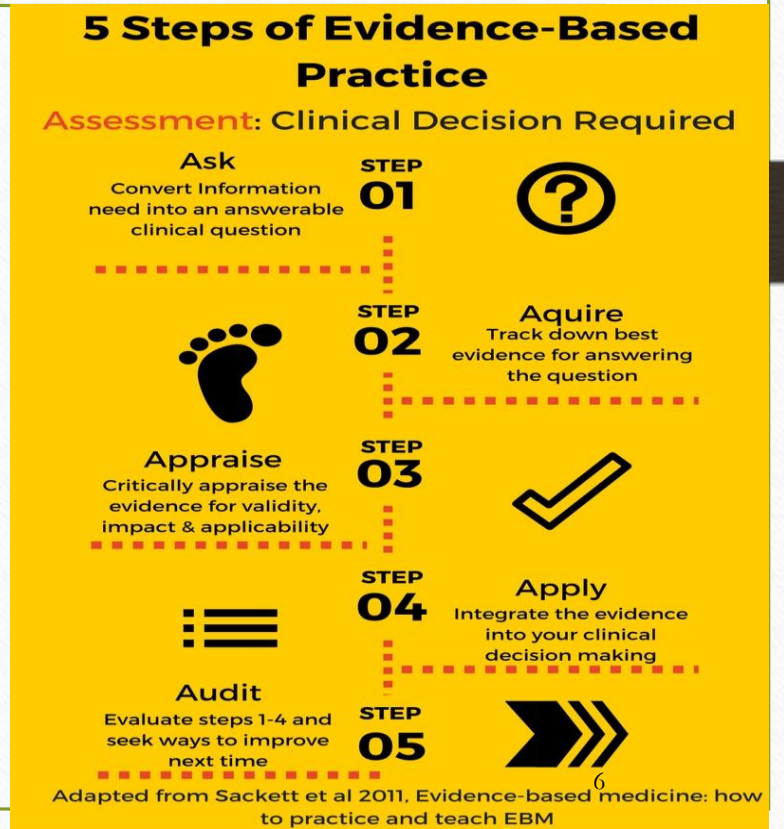 5 Steps of Evidence-Based
Practice
Assessment: Clinical Decision Required
Ask
Convert Information
need into an answerable
clinical question
STEP
01
?
STEP
02
Aquire
Track down best
evidence for answering
the question
Appraise
Critically appraise the
evidence for validity,
impact & applicability
STEP
03
STEP
04
Apply
Integrate the evidence
into your clinical
decision making
Audit
Evaluate steps 1-4 and
seek ways to improve
next time
STEP
05
6
Adapted from Sackett et al 2011, Evidence-based medicine: how
to practice and teach EBM